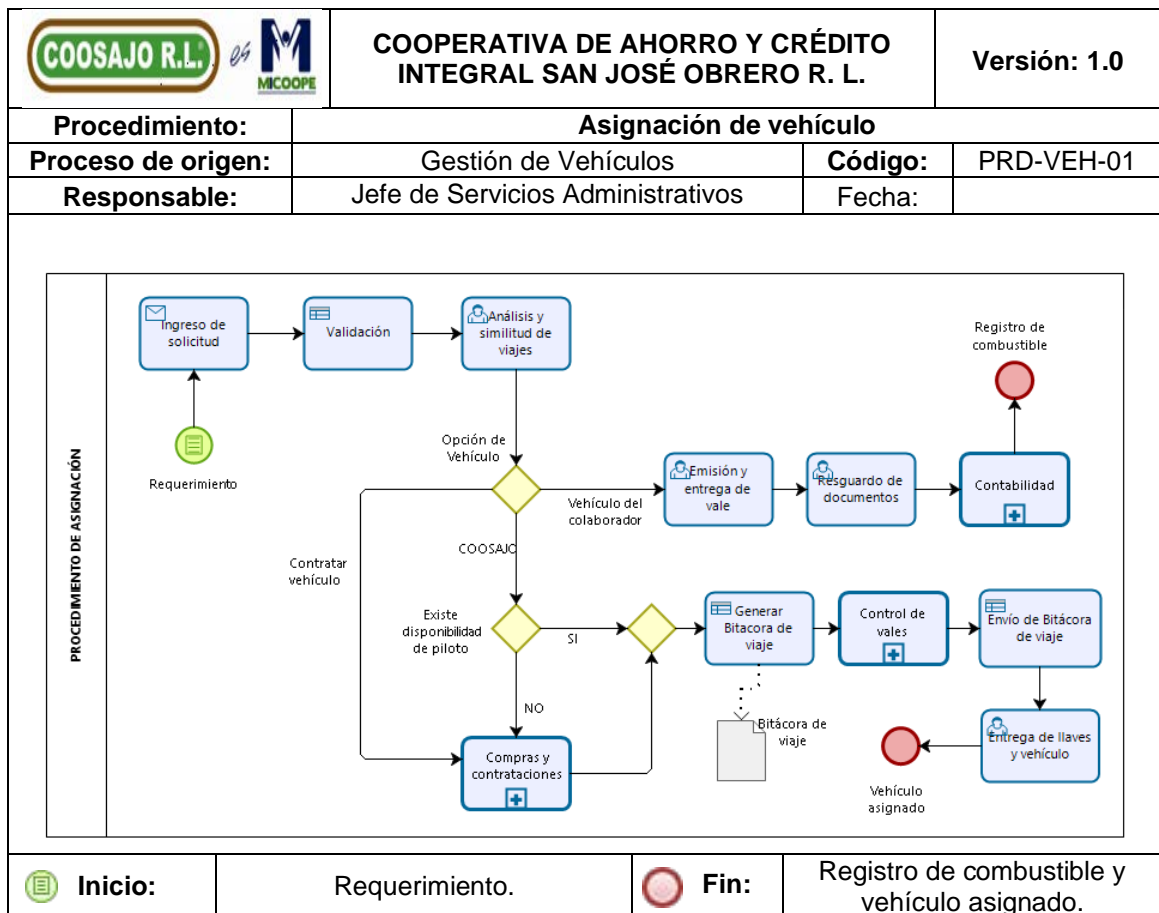 COOSAJO R.L. es MICOOPE
COOPERATIVA DE AHORRO Y CRÉDITO
INTEGRAL SAN JOSÉ OBRERO R. L.
Versión: 1.0
Procedimiento:
Asignación de vehículo
Proceso de origen:
Gestión de Vehículos
Código:
PRD-VEH-01
Responsable:
Jefe de Servicios Administrativos
Fecha:
PROCEDIMIENTO DE ASIGNACIÓN
Ingreso de
solicitud
Validación
Análisis y
similitud de
viajes
Registro de
combustible
Requerimiento
Opción de
Vehículo
Vehículo del
colaborador
Emisión y
entrega de
vale
Resguardo de
documentos
Contabilidad
COOSAJO
Contratar
vehículo
Existe
disponibilidad
de piloto
SI
NO
Generar
Bitacora de
viaje
Control de
vales
Envío de Bitácora
de viaje
Bitácora de
viaje
Compras y
contrataciones
Entrega de llaves
y vehículo
Vehículo
asignado
Inicio:
Requerimiento.
Fin:
Registro de combustible y
vehículo asignado.